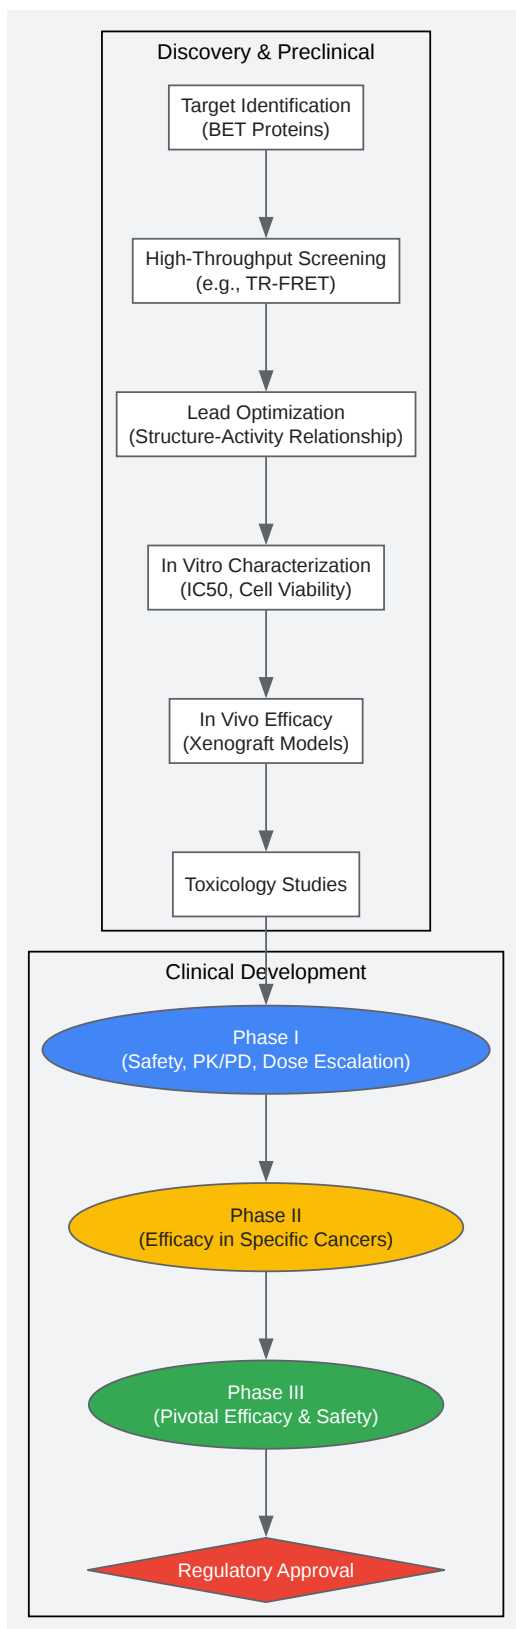 Discovery & Preclinical
Target Identification
(BET Proteins)
High-Throughput Screening
(e.g., TR-FRET)
Lead Optimization
(Structure-Activity Relationship)
In Vitro Characterization
(IC50, Cell Viability)
In Vivo Efficacy
(Xenograft Models)
Toxicology Studies
Clinical Development
Phase I
(Safety, PK/PD, Dose Escalation)
Phase II
(Efficacy in Specific Cancers)
Phase III
(Pivotal Efficacy & Safety)
Regulatory Approval